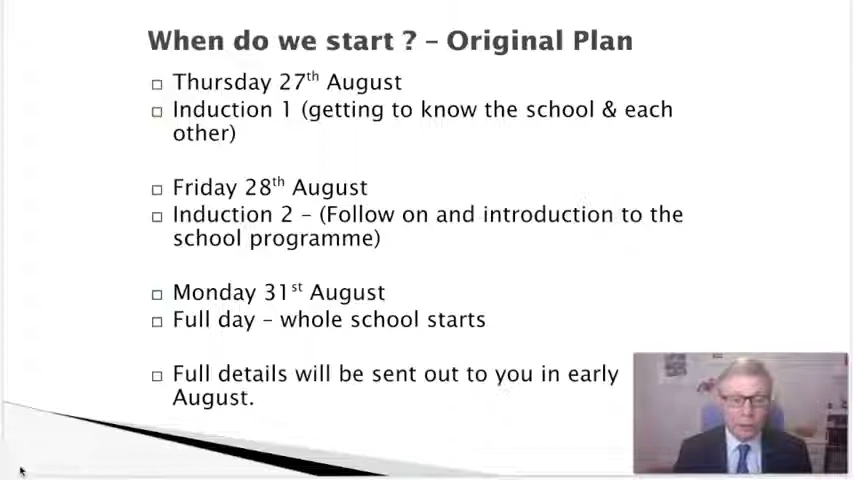 When do we start ? – Original Plan
Thursday 27th August
Induction 1 (getting to know the school & each
other)
Friday 28th August
Induction 2 – (Follow on and introduction to the
school programme)
Monday 31st August
Full day – whole school starts
Full details will be sent out to you in early
August.